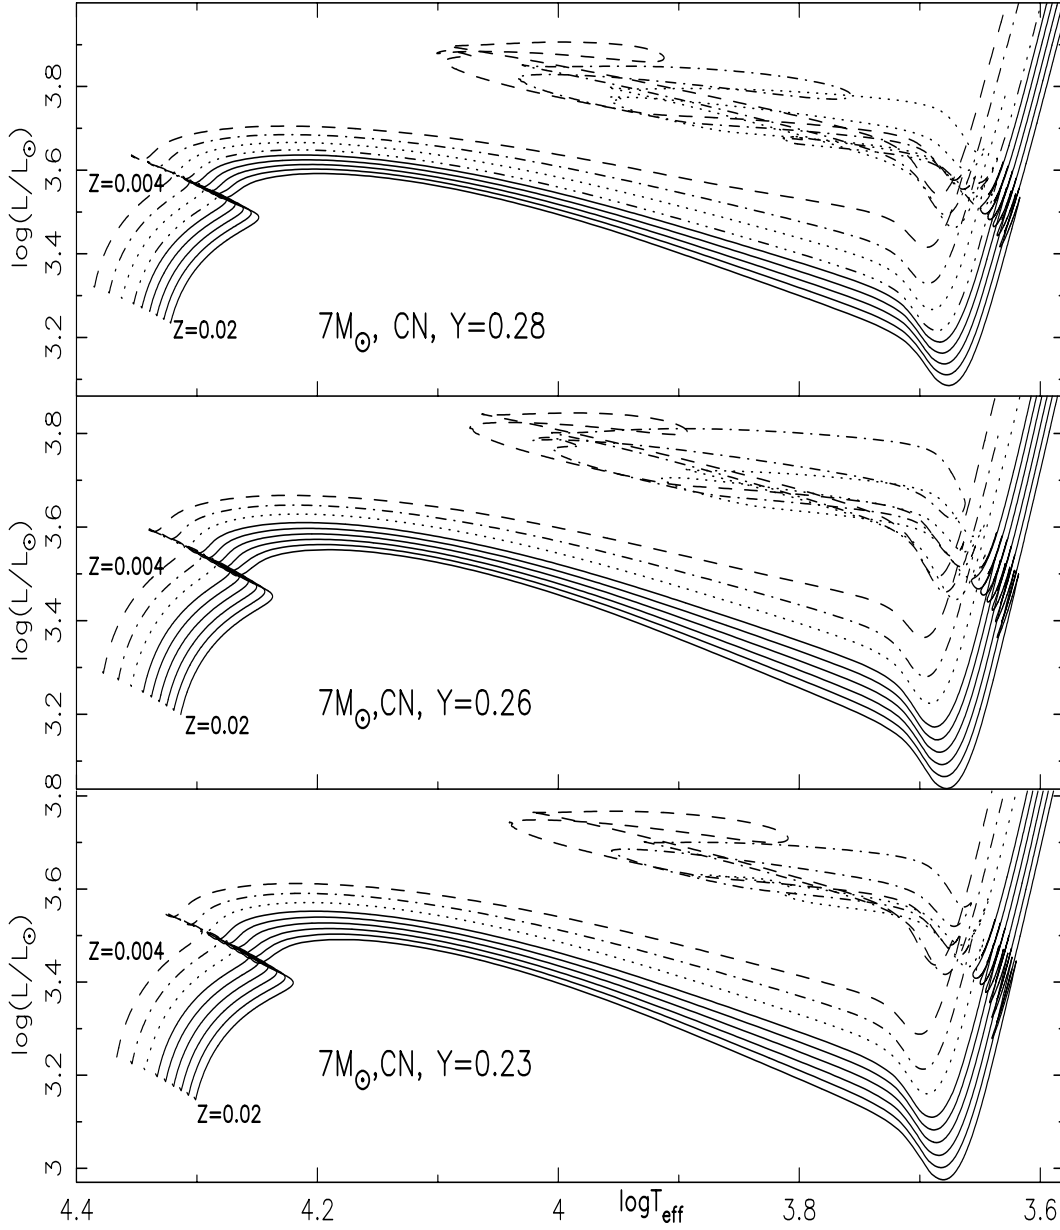 3.8
3.6
3.4
3.2
log(L/L⊙)
Z=0.004
Z=0.02
7M⊙, CN, Y=0.28
3.8
3.6
3.4
3.2
log(L/L⊙)
Z=0.004
Z=0.02
7M⊙,CN, Y=0.26
3.8
3.8
3.6
3.4
3.2
3
log(L/L⊙)
Z=0.004
Z=0.02
7M⊙,CN, Y=0.23
4.4
4.2
4
logTeff
3.8
3.6